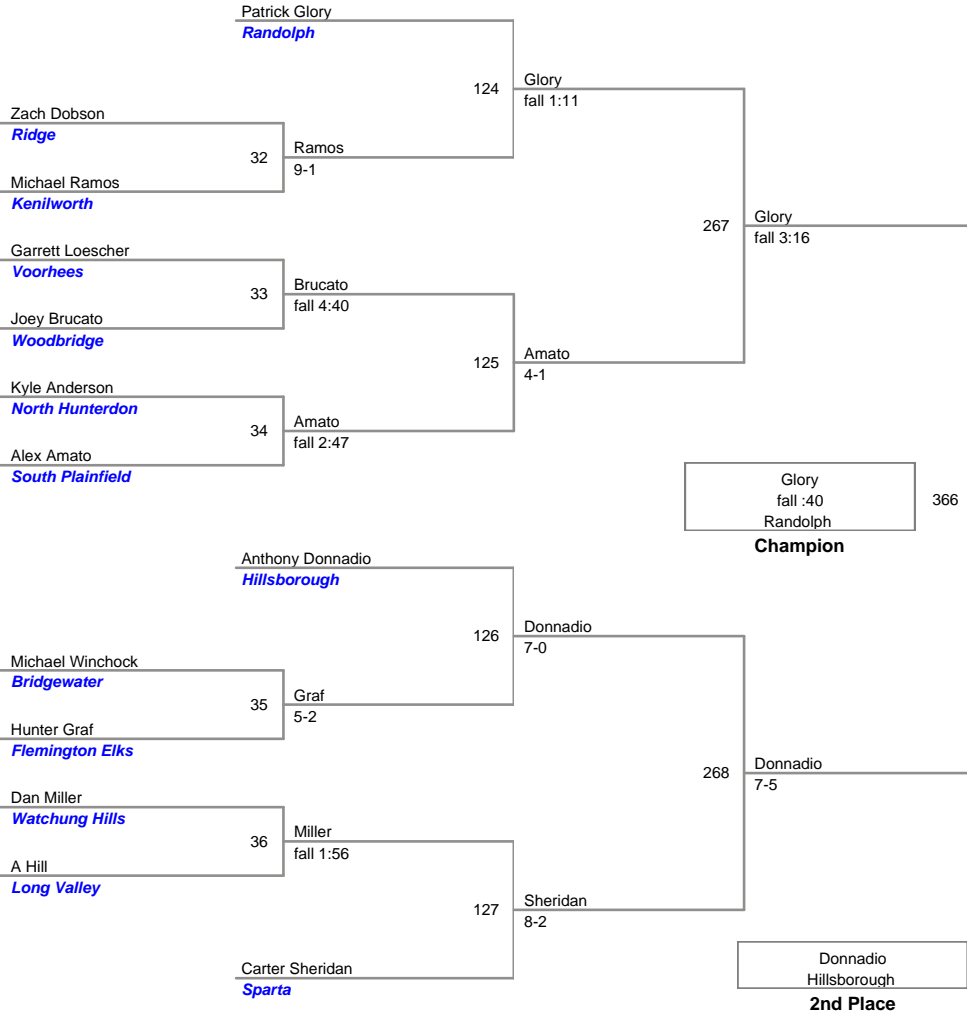 Patrick Glory
Randolph
124
Glory
fall 1:11
Zach Dobson
Ridge
32
Ramos
9-1
Michael Ramos
Kenilworth
267
Glory
fall 3:16
Garrett Loescher
Voorhees
33
Brucato
fall 4:40
Joey Brucato
Woodbridge
125
Amato
4-1
Kyle Anderson
North Hunterdon
34
Amato
fall 2:47
Alex Amato
South Plainfield
Glory
fall :40
Randolph
366
Champion
Anthony Donnadio
Hillsborough
126
Donnadio
7-0
Michael Winchock
Bridgewater
35
Graf
5-2
Hunter Graf
Flemington Elks
268
Donnadio
7-5
Dan Miller
Watchung Hills
36
Miller
fall 1:56
A Hill
Long Valley
127
Sheridan
8-2
Carter Sheridan
Sparta
Donnadio
Hillsborough
2nd Place